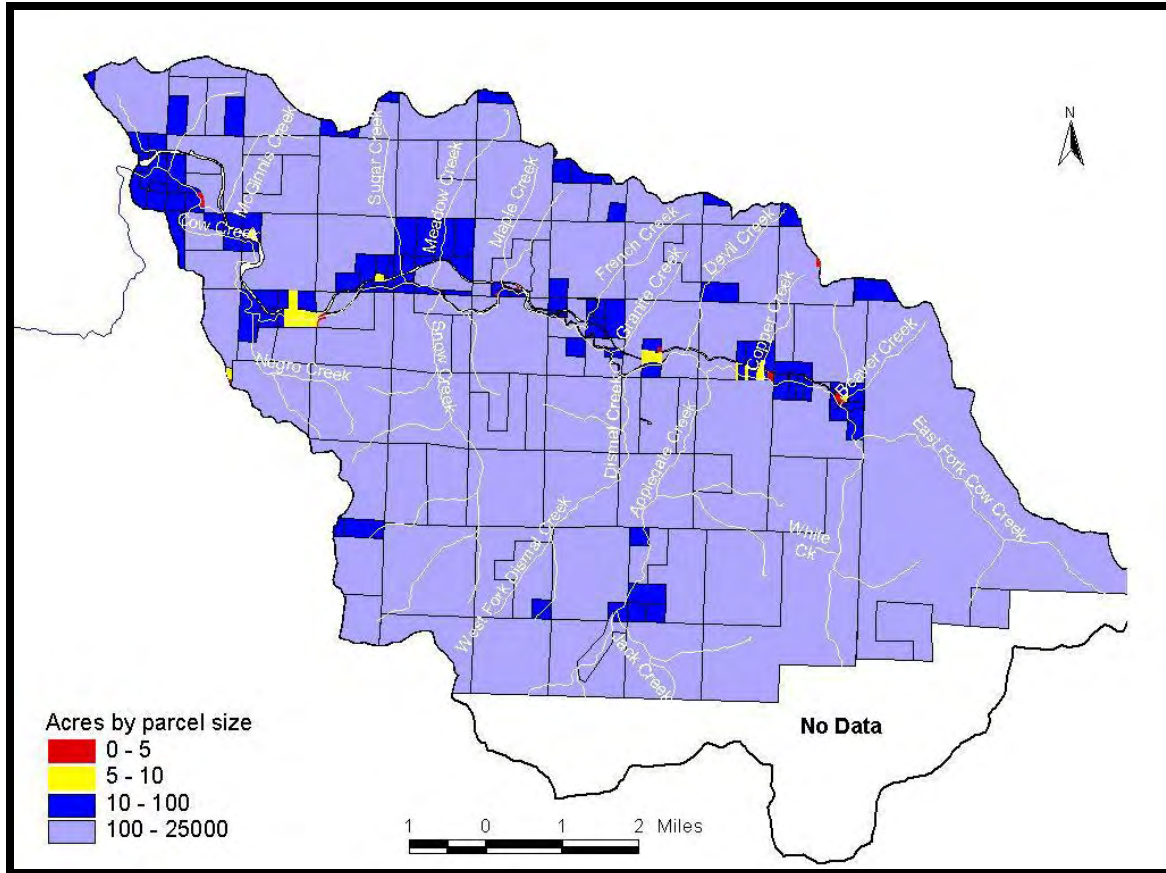 N
McGinnis Creek
Sugar Creek
Meadow Creek
Maple Creek
Cow Creek
French Creek
Granite Creek
Devil Creek
Copper Creek
Beaver Creek
Negro Creek
Snow Creek
Dismal Creek
Applegate Creek
East Fork Cow Creek
White
Ck
West Fork Dismal Creek
Jack Creek
No Data
Acres by parcel size
0 - 5
5 - 10
10 - 100
100 - 25000
1 0 1 2 Miles